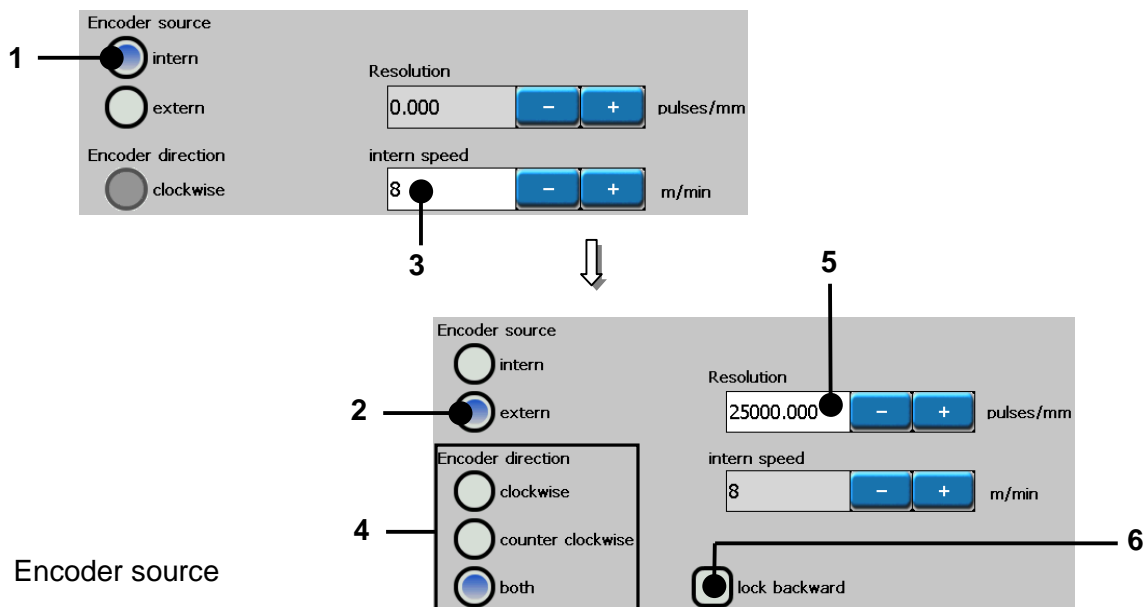 Encoder source
1
intern
Resolution
extern
0.000
-
+
pulses/mm
Encoder direction
intern speed
clockwise
8
-
+
m/min
3
5
Encoder source
intern
Resolution
2
extern
25000.000
-
+
pulses/mm
Encoder direction
intern speed
clockwise
8
-
+
m/min
4
counter clockwise
6
Encoder source
both
lock backward